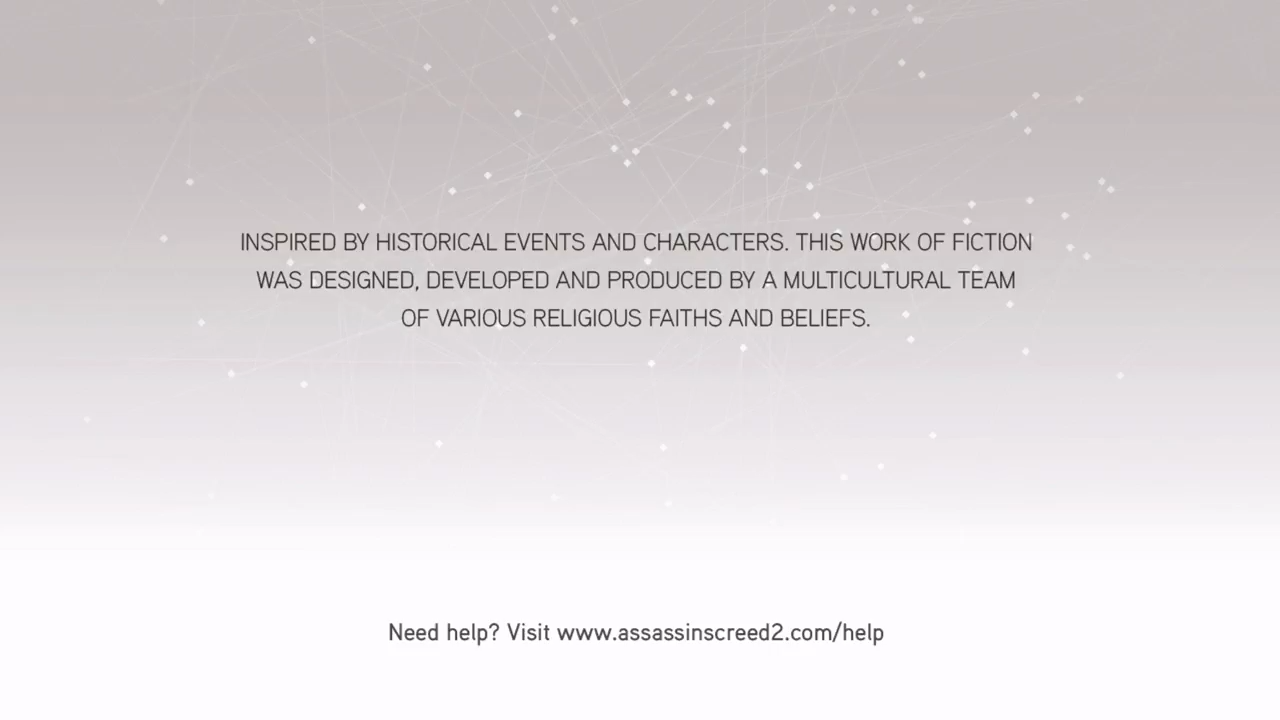 INSPIRED BY HISTORICAL EVENTS AND CHARACTERS. THIS WORK OF FICTION
WAS DESIGNED, DEVELOPED AND PRODUCED BY A MULTICULTURAL TEAM
OF VARIOUS RELIGIOUS FAITHS AND BELIEFS.
Need help? Visit www.assassinscreed2.com/help